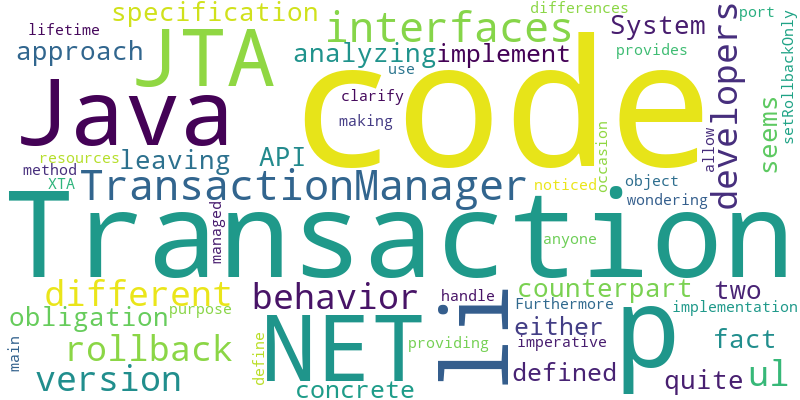 differences
port
specification
interfaces
System
lifetime
JTA
approach
analyzing
implement
provides
developers
setRollbackOnly
Java
code
use
clarify
making
seems
allow
resources
leaving
API
occasion
method
XTA
TransactionManager
noticed
object
wondering
managed
Transaction
anyone
different
behavior
handle
li
counterpart
two
Furthermore
implementation
obligation
purpose
NET
either
p
fact
rollback
define
providing
imperative
main
version
concrete
defined
quite
ul